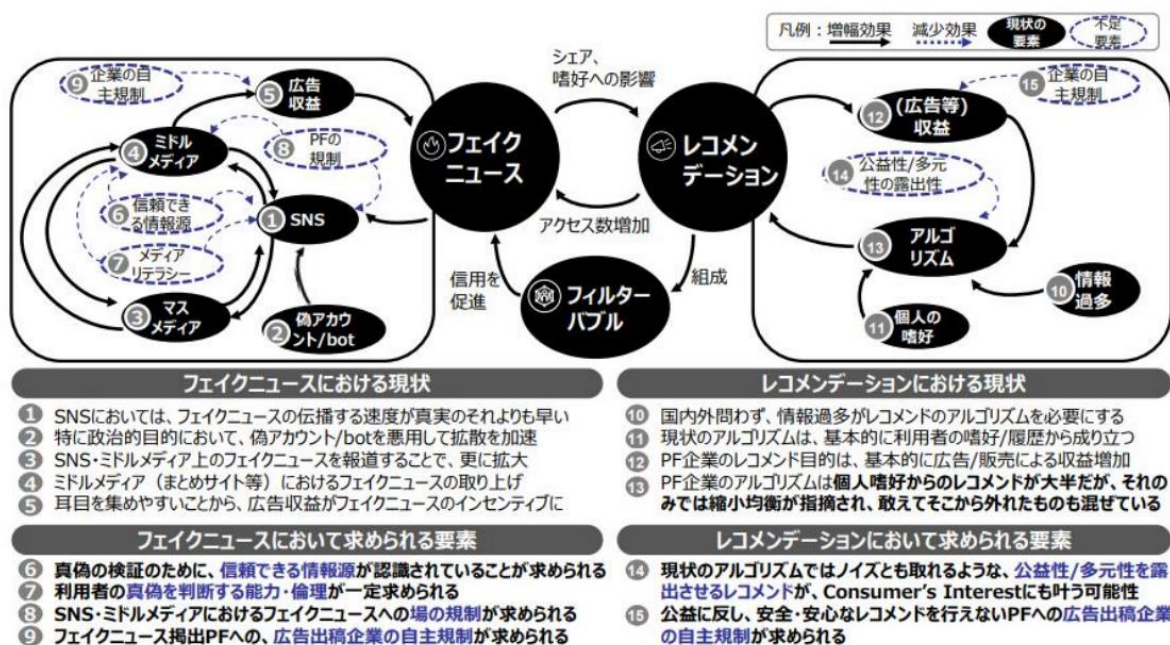 凡例：増幅効果
減少効果
現状の
要素
不足
要素
⑨
企業の自
主規制
⑤
広告
収益
④
ミドル
メディア
⑧
PFの
規制
⑥
信頼でき
る情報源
①
SNS
⑦
メディア
リテラシー
③
マス
メディア
②
偽アカウ
ント/bot
フェイク
ニュース
シェア、
嗜好への影響
レコメン
デーション
アクセス数増加
信用を
促進
組成
フィルター
バブル
⑮
企業の自
主規制
⑫
(広告等)
収益
⑭
公益性/多元
性の露出性
⑬
アルゴ
リズム
⑩
情報
過多
⑪
個人の
嗜好
フェイクニュースにおける現状
① SNSにおいては、フェイクニュースの伝播する速度が真実のそれよりも早い
② 特に政治的目的において、偽アカウント/botを悪用して拡散を加速
③ SNS・ミドルメディア上のフェイクニュースを報道することで、更に拡大
④ ミドルメディア（まとめサイト等）におけるフェイクニュースの取り上げ
⑤ 耳目を集めやすいことから、広告収益がフェイクニュースのインセンティブに
フェイクニュースにおいて求められる要素
⑥ 真偽の検証のために、信頼できる情報源が認識されていることが求められる
⑦ 利用者の真偽を判断する能力・倫理が一定求められる
⑧ SNS・ミドルメディアにおけるフェイクニュースへの場の規制が求められる
⑨ フェイクニュース掲出PFへの、広告出稿企業の自主規制が求められる
レコメンデーションにおける現状
⑩ 国内外問わず、情報過多がレコメンドのアルゴリズムを必要にする
⑪ 現状のアルゴリズムは、基本的に利用者の嗜好/履歴から成り立つ
⑫ PF企業のレコメンド目的は、基本的に広告/販売による収益増加
⑬ PF企業のアルゴリズムは個人嗜好からのレコメンドが大半だが、それの
みでは縮小均衡が指摘され、敢えてそこから外れたものも混ぜている
レコメンデーションにおいて求められる要素
⑭ 現状のアルゴリズムではノイズとも取れるような、公益性/多元性を露
出させるレコメンドが、Consumer's Interestにも叶う可能性
⑮ 公益に反し、安全・安心なレコメンドを行えないPFへの広告出稿企業
の自主規制が求められる